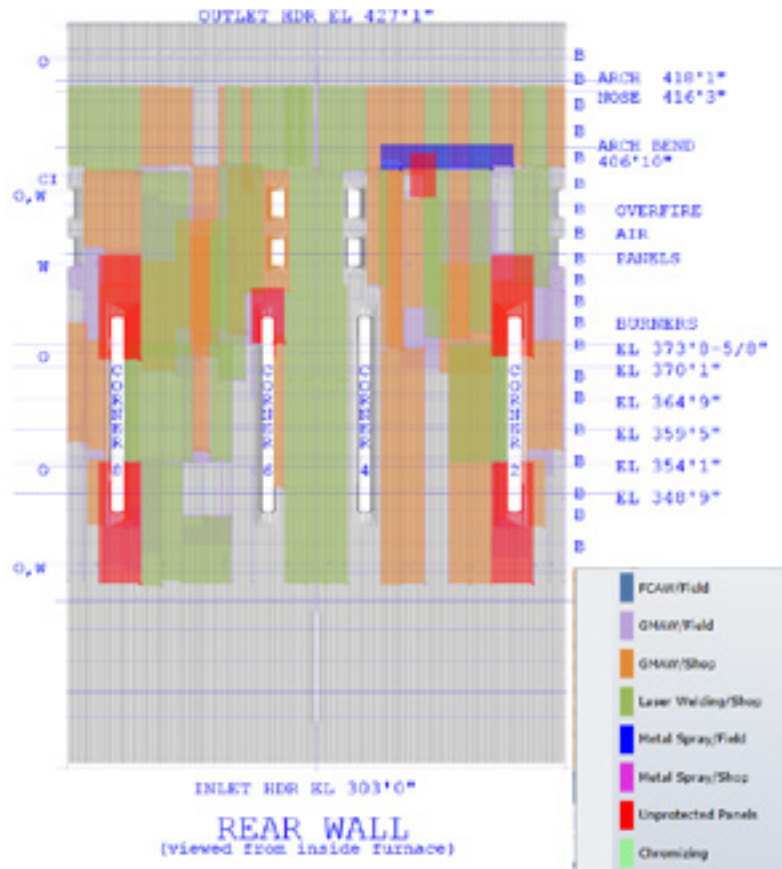 OUTLET HDR EL 427'1"
O
B
B ARCH 418'1"
B NOSE 416'3"
B
B ARCH BEND
406'10"
CI
B
O,W
B OVERFIRE
B AIR
W
B PANELS
B
B
B BURNERS
O
B EL 373'8-5/8"
B EL 370'1"
B EL 364'9"
B EL 359'5"
O
B EL 354'1"
B EL 348'9"
B
B
CORNER 8
CORNER 6
CORNER 4
CORNER 2
O,W
FCAW/Field
GMAW/Field
GMAW/Shop
Laser Welding/Shop
Metal Spray/Field
Metal Spray/Shop
Unprotected Panels
Chromizing
INLET HDR EL 303'0"
REAR WALL
(viewed from inside furnace)